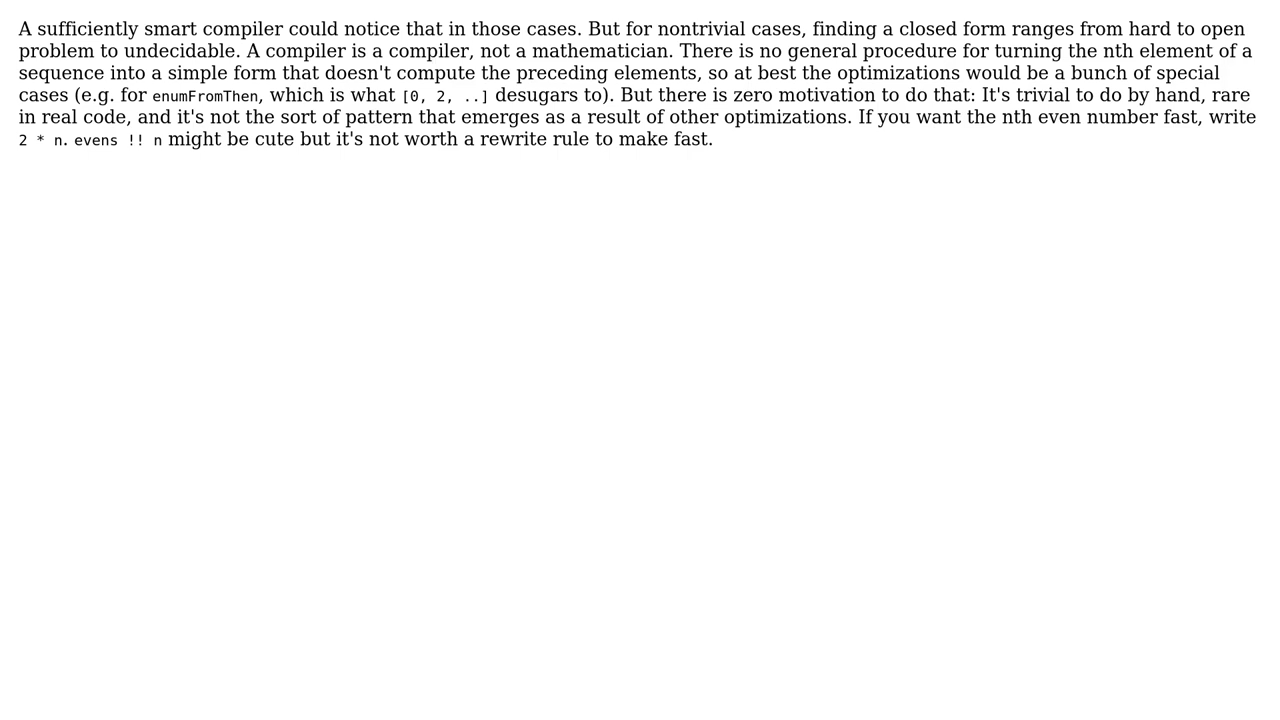 A sufficiently smart compiler could notice that in those cases. But for nontrivial cases, finding a closed form ranges from hard to open
problem to undecidable. A compiler is a compiler, not a mathematician. There is no general procedure for turning the nth element of a
sequence into a simple form that doesn't compute the preceding elements, so at best the optimizations would be a bunch of special
cases (e.g. for enumFromThen, which is what [0, 2, ..] desugars to). But there is zero motivation to do that: It's trivial to do by hand, rare
in real code, and it's not the sort of pattern that emerges as a result of other optimizations. If you want the nth even number fast, write
2 * n. evens !! n might be cute but it's not worth a rewrite rule to make fast.